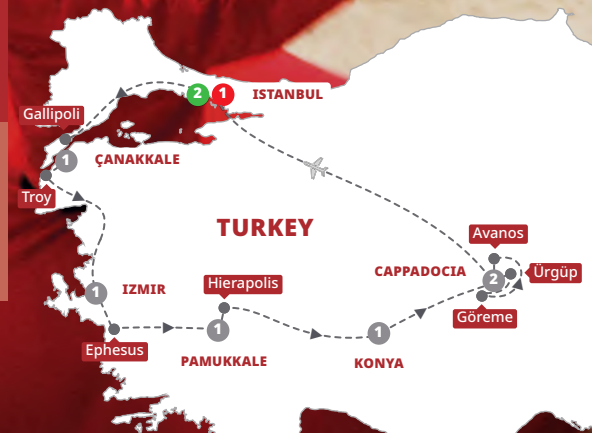 2
1
ISTANBUL
Gallipoli
1
ÇANAKKALE
Troy
TURKEY
Avanos
CAPPADOCIA
2
Ürgüp
Göreme
1
IZMIR
Hierapolis
Ephesus
1
PAMUKKALE
1
KONYA